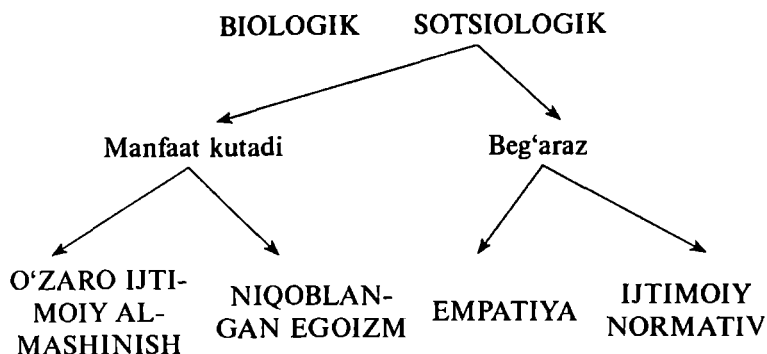 BIOLOGIK SOTSIOLOGIK
Manfaat kutadi Beg‘araz
O‘ZARO IJTI-
MOIY AL-
MASHINISH
NIQOBLAN-
GAN EGOIZM
EMPATIYA
IJTIMOIY
NORMATIV